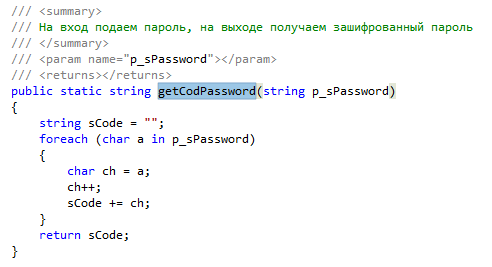 /// <summary>
/// На вход подаем пароль, на выходе получаем зашифрованный пароль
/// </summary>
/// <param name="p_sPassword"></param>
/// <returns></returns>
public static string getCodPassword(string p_sPassword)
{
    string sCode = "";
    foreach (char a in p_sPassword)
    {
        char ch = a;
        ch++;
        sCode += ch;
    }
    return sCode;
}